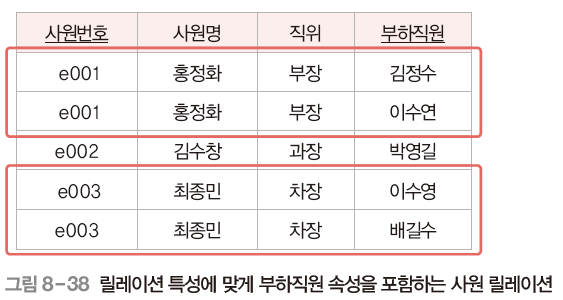 사원번호 사원명 직위 부하직원
e001 홍정화 부장 김정수
e001 홍정화 부장 이수연
e002 김수창 과장 박영길
e003 최종민 차장 이수영
e003 최종민 차장 배길수
그림 8-38 릴레이션 특성에 맞게 부하직원 속성을 포함하는 사원 릴레이션